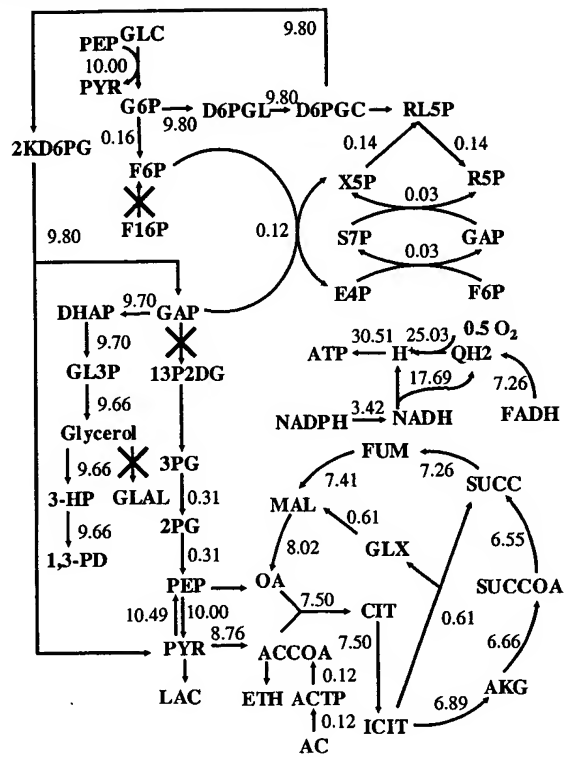 9.80
PEP GLC
10.00
PYR
G6P D6PGL 9.80 D6PGC RL5P
9.80
0.16
0.14 0.14
2KD6PG
F6P X5P R5P
0.03
F16P 0.12 S7P GAP
9.80
0.03
E4P F6P
DHAP 9.70 GAP
9.70
0.5 O2
30.51 25.03
ATP H QH2
GL3P 13P2DG
17.69 7.26
9.66
3.42
NADPH NADH FADH
Glycerol
FUM
9.66 3PG 7.41 7.26 SUCC
3-HP GLAL 0.31 MAL
0.61
2PG
9.66
8.02 GLX 6.55
1,3-PD 0.31
PEP OA SUCCOA
7.50 CIT 0.61
10.49 10.00
8.76 7.50
PYR ACCOA 6.66
0.12
AKG
LAC ETH ACTP
6.89
0.12 ICIT
AC